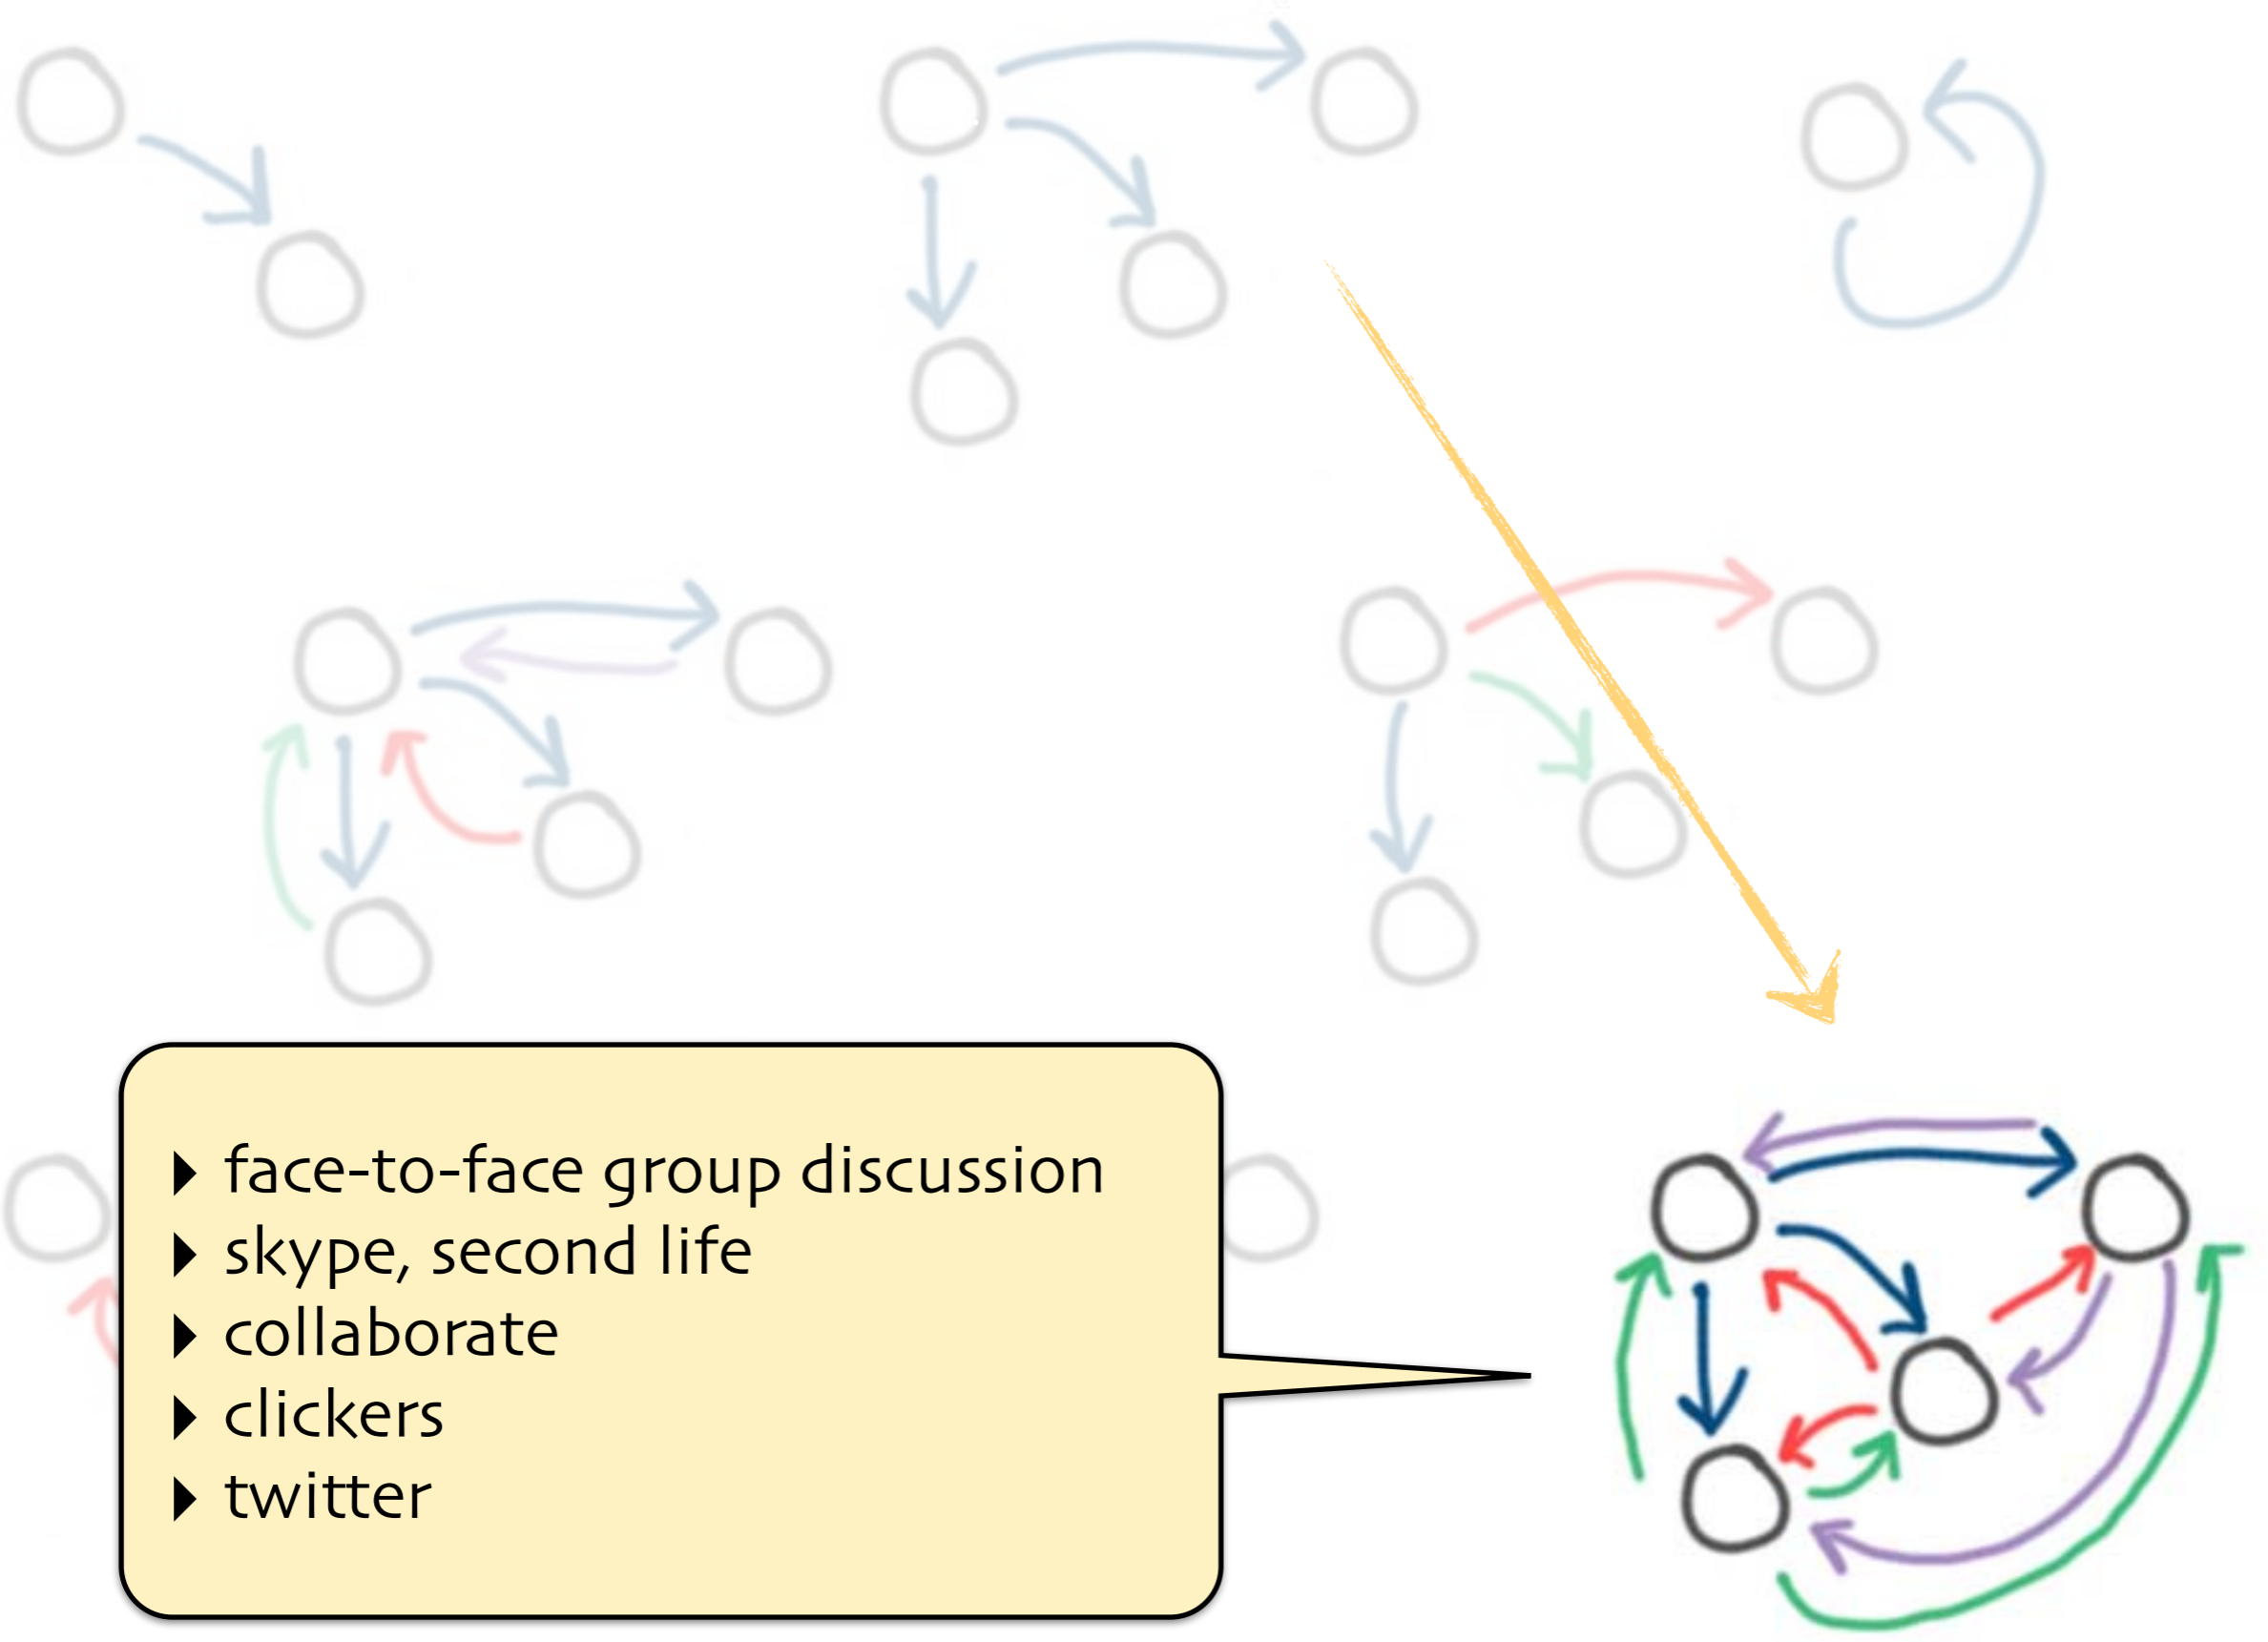 face-to-face group discussion
skype, second life
collaborate
clickers
twitter